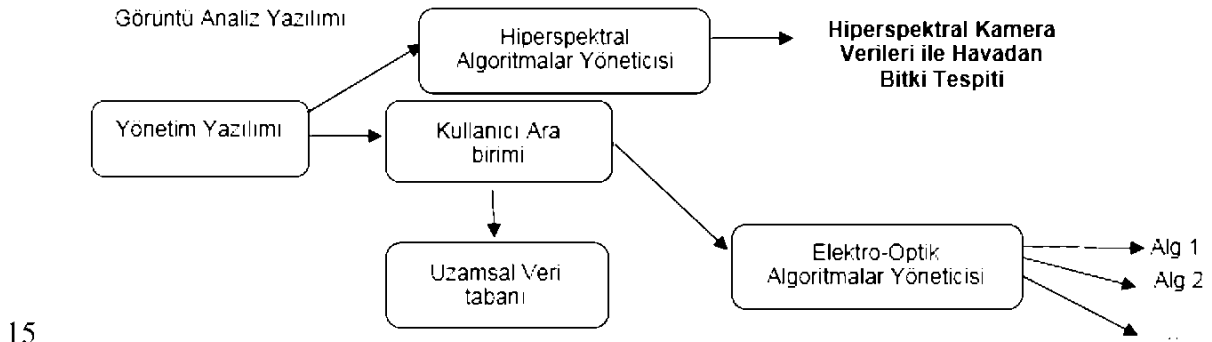 Görüntü Analiz Yazılımı
Hiperspektral
Algoritmalar Yöneticisi
Hiperspektral Kamera
Verileri ile Havadan
Bitki Tespiti
Yönetim Yazılımı
Kullanıcı Ara
birimi
Uzamsal Veri
tabanı
Elektro-Optik
Algoritmalar Yöneticisi
Alg 1
Alg 2
15